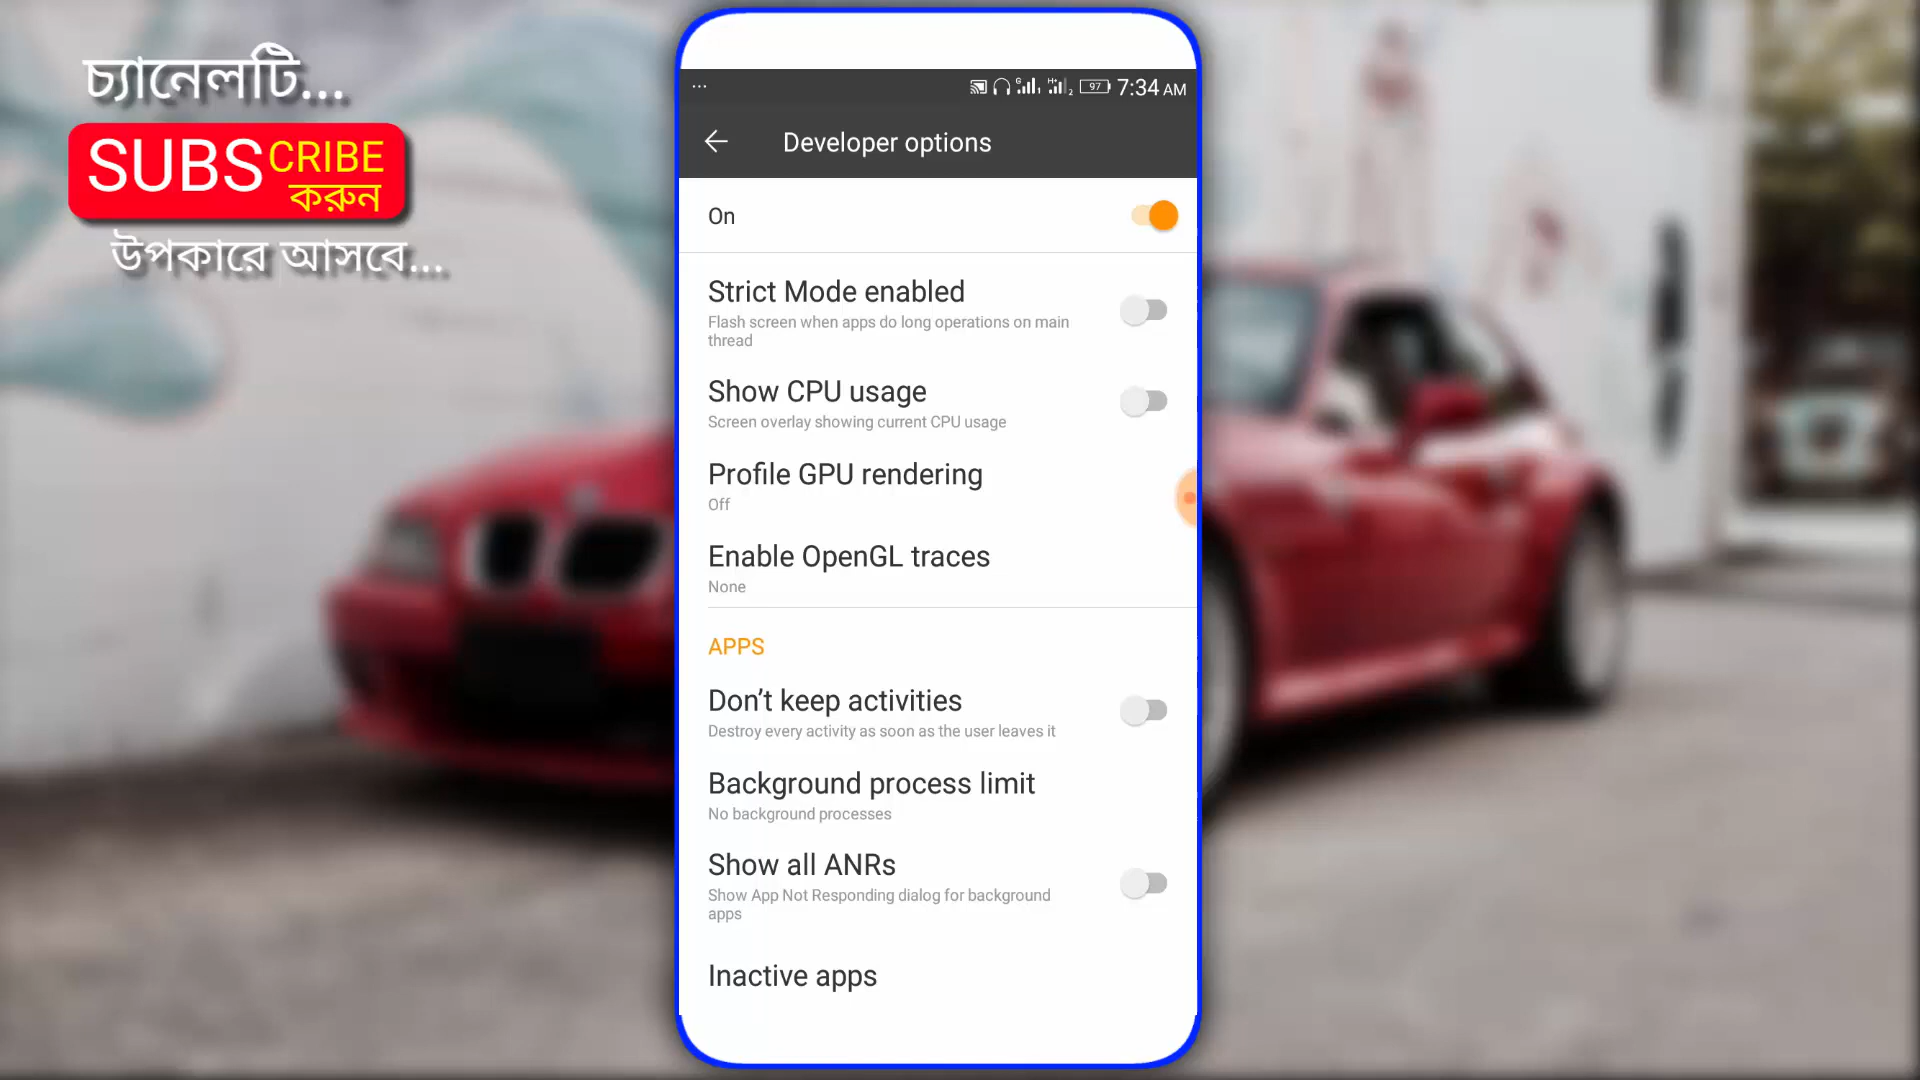 চ্যানেলটি...
SUBSCRIBE
করুন
উপকারে আসবে...
... G 1 H+ 2 97 7:34 AM
Developer options
On
Strict Mode enabled
Flash screen when apps do long operations on main
thread
Show CPU usage
Screen overlay showing current CPU usage
Profile GPU rendering
Off
Enable OpenGL traces
None
APPS
Don’t keep activities
Destroy every activity as soon as the user leaves it
Background process limit
No background processes
Show all ANRs
Show App Not Responding dialog for background
apps
Inactive apps